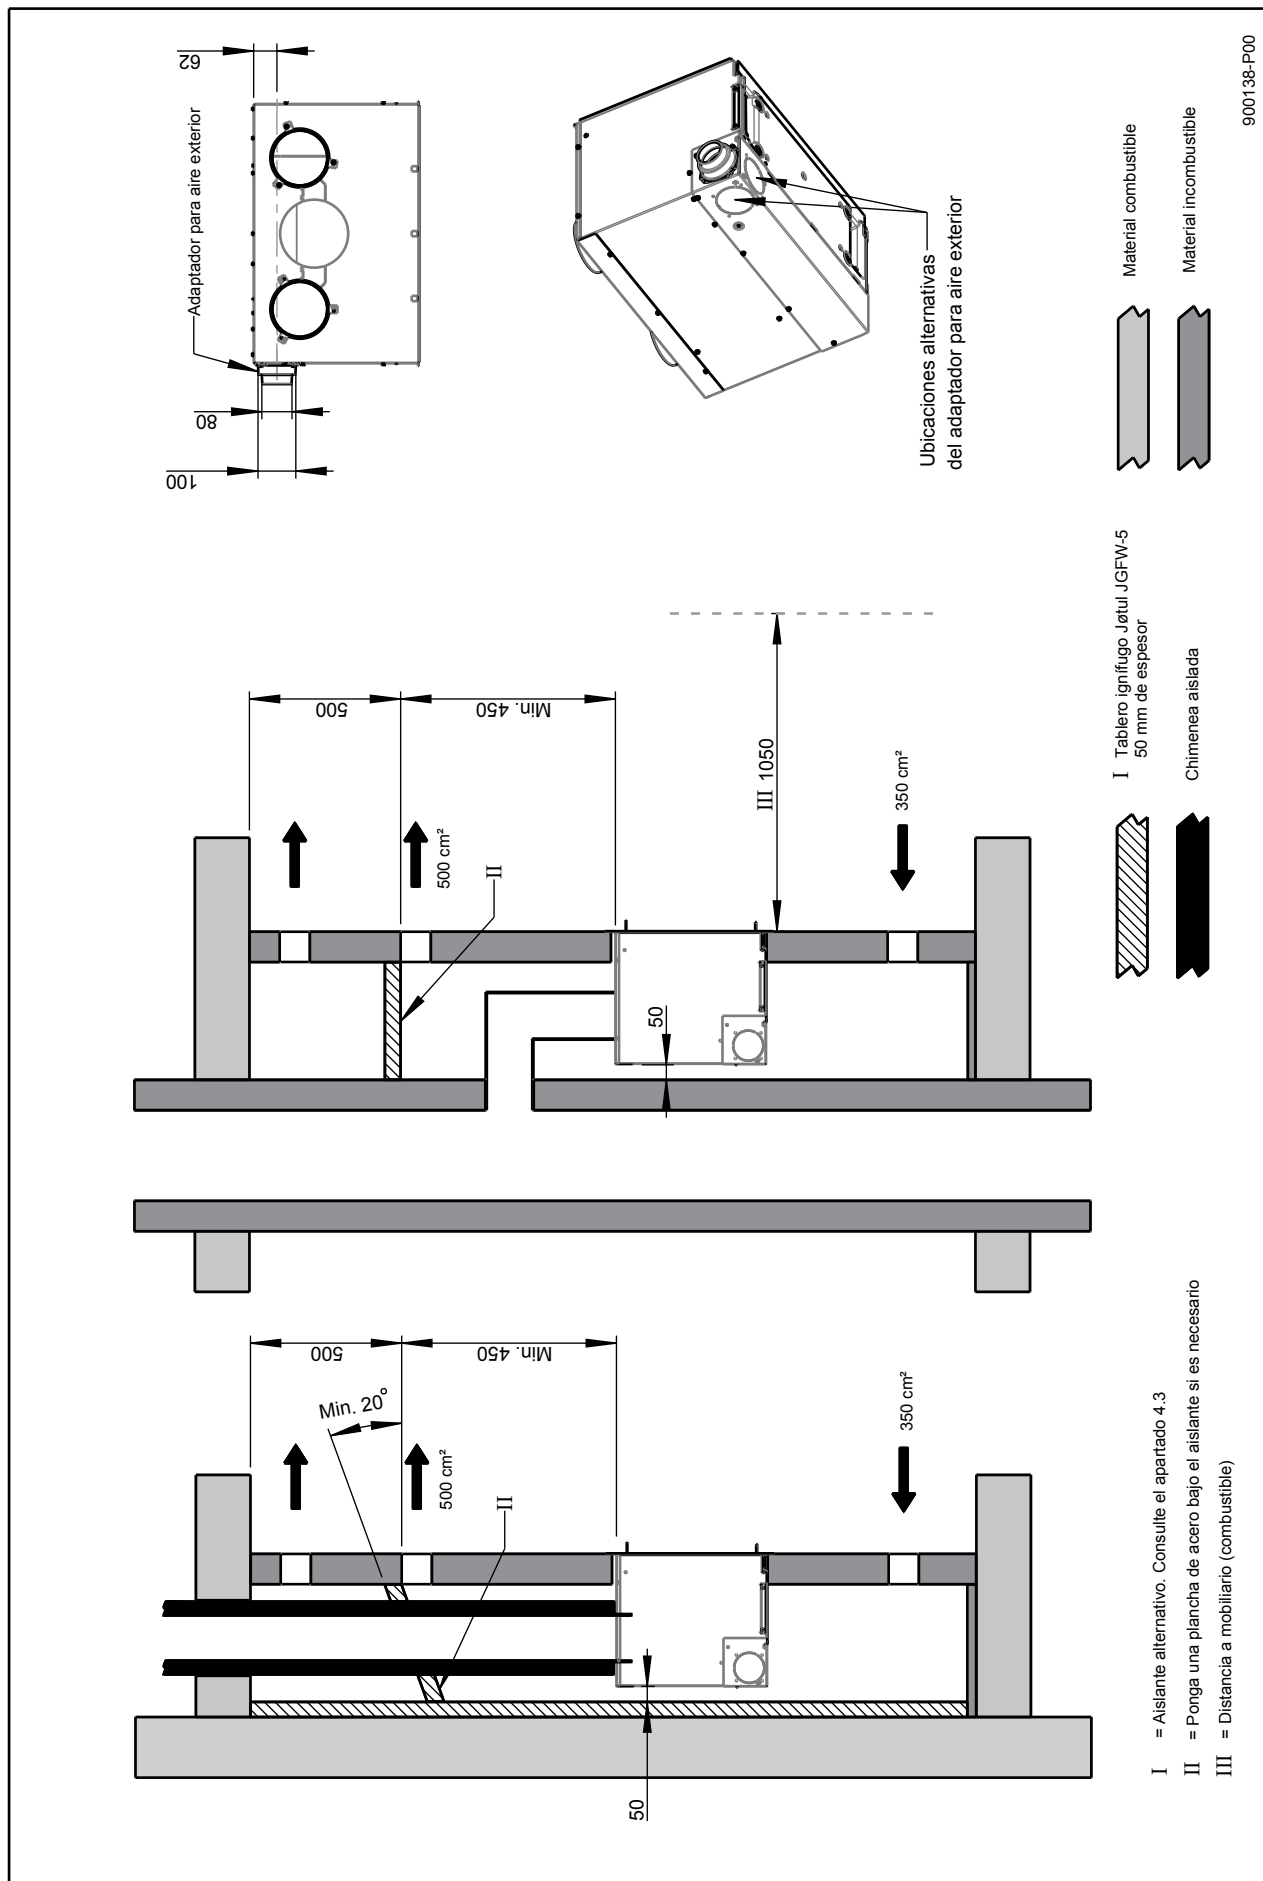 500
Min. 20°
Min. 450
500 cm²
II
350 cm²
50
500
Min. 450
500 cm²
II
III 1050
50
350 cm²
62
Adaptador para aire exterior
80
100
Ubicaciones alternativas
del adaptador para aire exterior
I = Aislante alternativo. Consulte el apartado 4.3
II = Ponga una plancha de acero bajo el aislante si es necesario
III = Distancia a mobiliario (combustible)
I Tablero ignífugo Jøtul JGFW-5
50 mm de espesor
Chimenea aislada
Material combustible
Material incombustible
900138-P00